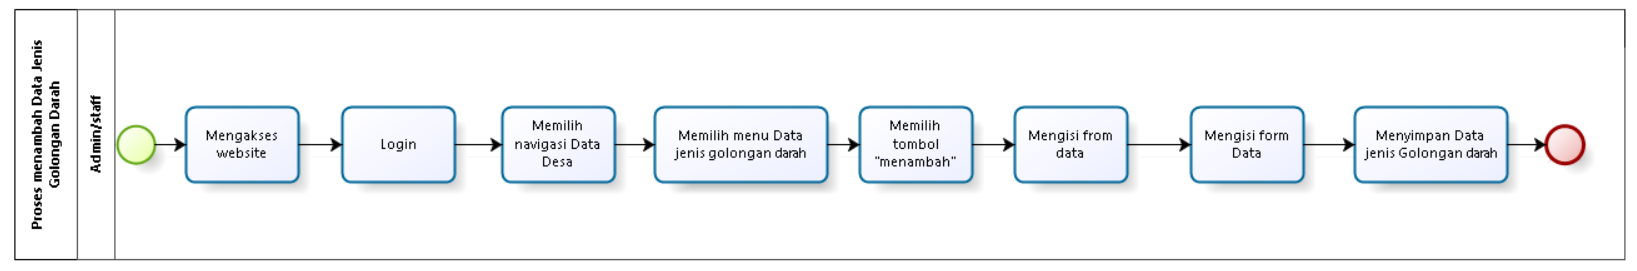 Proses menambah Data Jenis
Golongan Darah
Admin/staff
Mengakses
website
Login
Memilih
navigasi Data
Desa
Memilih menu Data
jenis golongan darah
Memilih
tombol
"menambah"
Mengisi from
data
Mengisi form
Data
Menyimpan Data
jenis Golongan darah